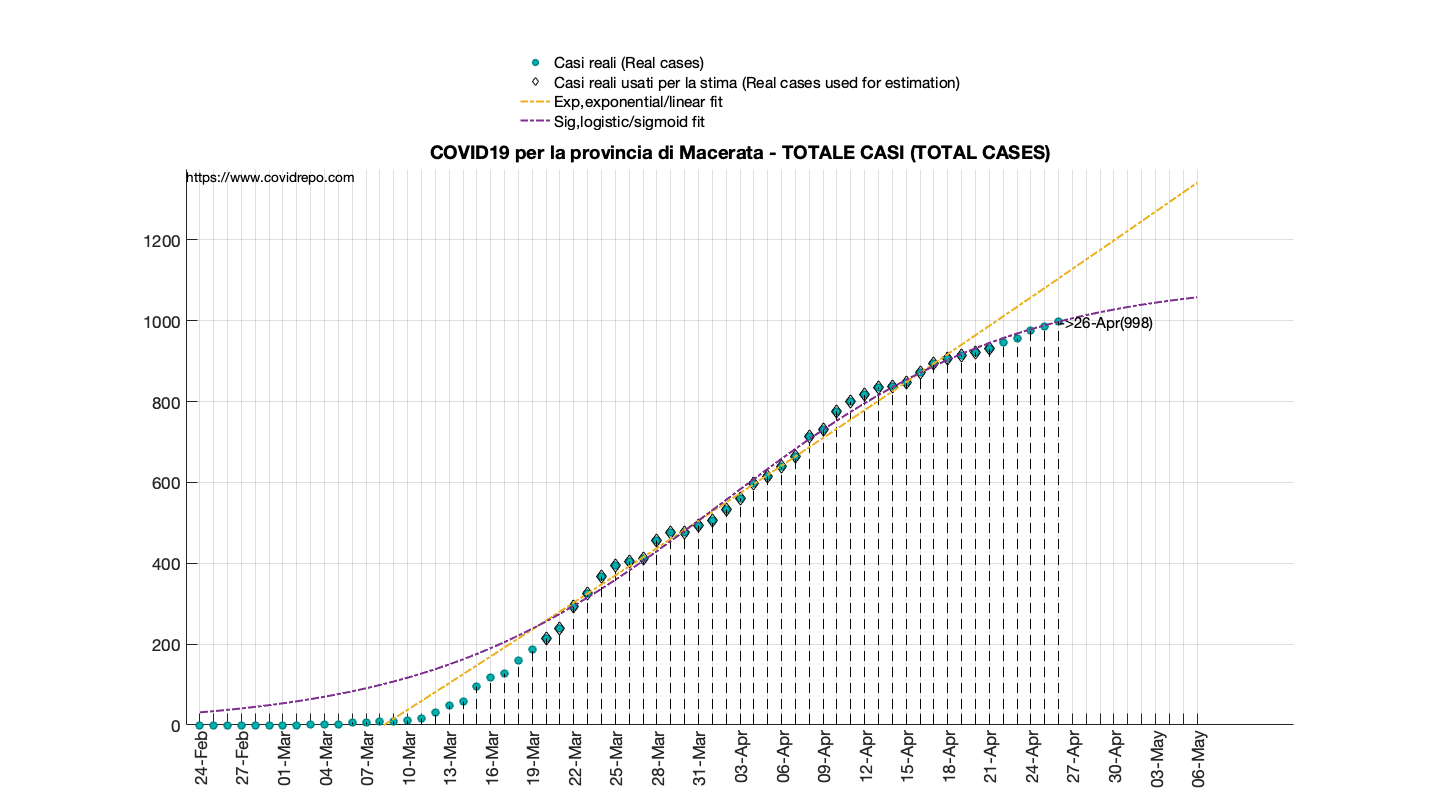 Casi reali (Real cases)
Casi reali usati per la stima (Real cases used for estimation)
Exp,exponential/linear fit
Sig,logistic/sigmoid fit
COVID19 per la provincia di Macerata - TOTALE CASI (TOTAL CASES)
https://www.covidrepo.com
1200
1000
800
600
400
200
0
->26-Apr(998)
24-Feb
27-Feb
01-Mar
04-Mar
07-Mar
10-Mar
13-Mar
16-Mar
19-Mar
22-Mar
25-Mar
28-Mar
31-Mar
03-Apr
06-Apr
09-Apr
12-Apr
15-Apr
18-Apr
21-Apr
24-Apr
27-Apr
30-Apr
03-May
06-May